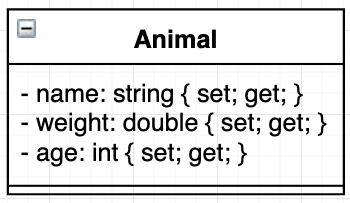 Animal
- name: string { set; get; }
- weight: double { set; get; }
- age: int { set; get; }